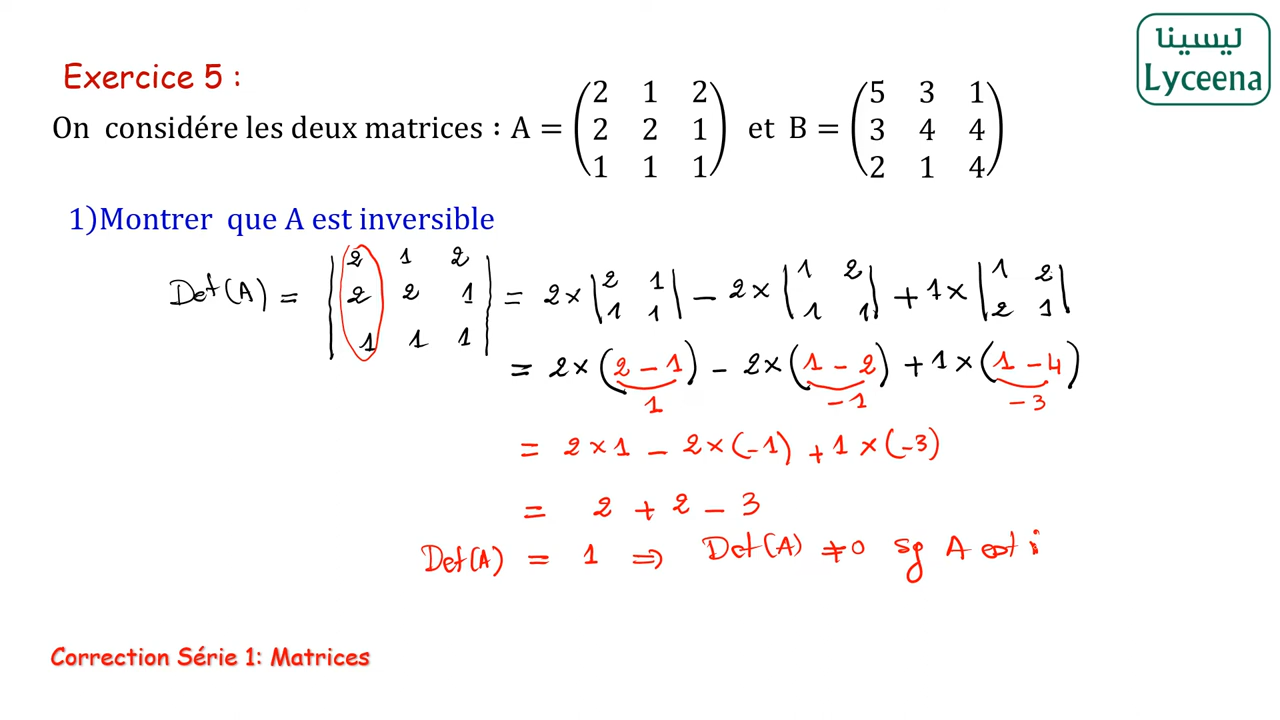 ليسينا
Lyceena
Exercice 5 :
On considére les deux matrices : A = (2 1 2 et B = (5 3 1
2 2 1 3 4 4
1 1 1) 2 1 4)
1)Montrer que A est inversible
Det(A) = |2 1 2 = 2 × |2 1 - 2 × |1 2 + 1 × |1 2
2 2 1 1 1| 1 1| 2 1|
1 1 1|
= 2 × (2 - 1) - 2 × (1 - 2) + 1 × (1 - 4)
1 -1 -3
= 2 × 1 - 2 × (-1) + 1 × (-3)
= 2 + 2 - 3
Det(A) = 1 ⇒ Det(A) ≠ 0 sg A est i
Correction Série 1: Matrices